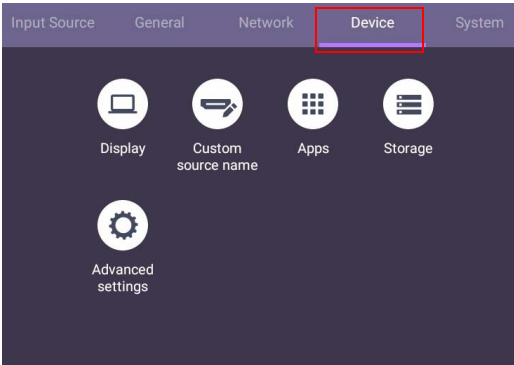 Input Source General Network Device System
Display Custom source name Apps Storage
Advanced settings